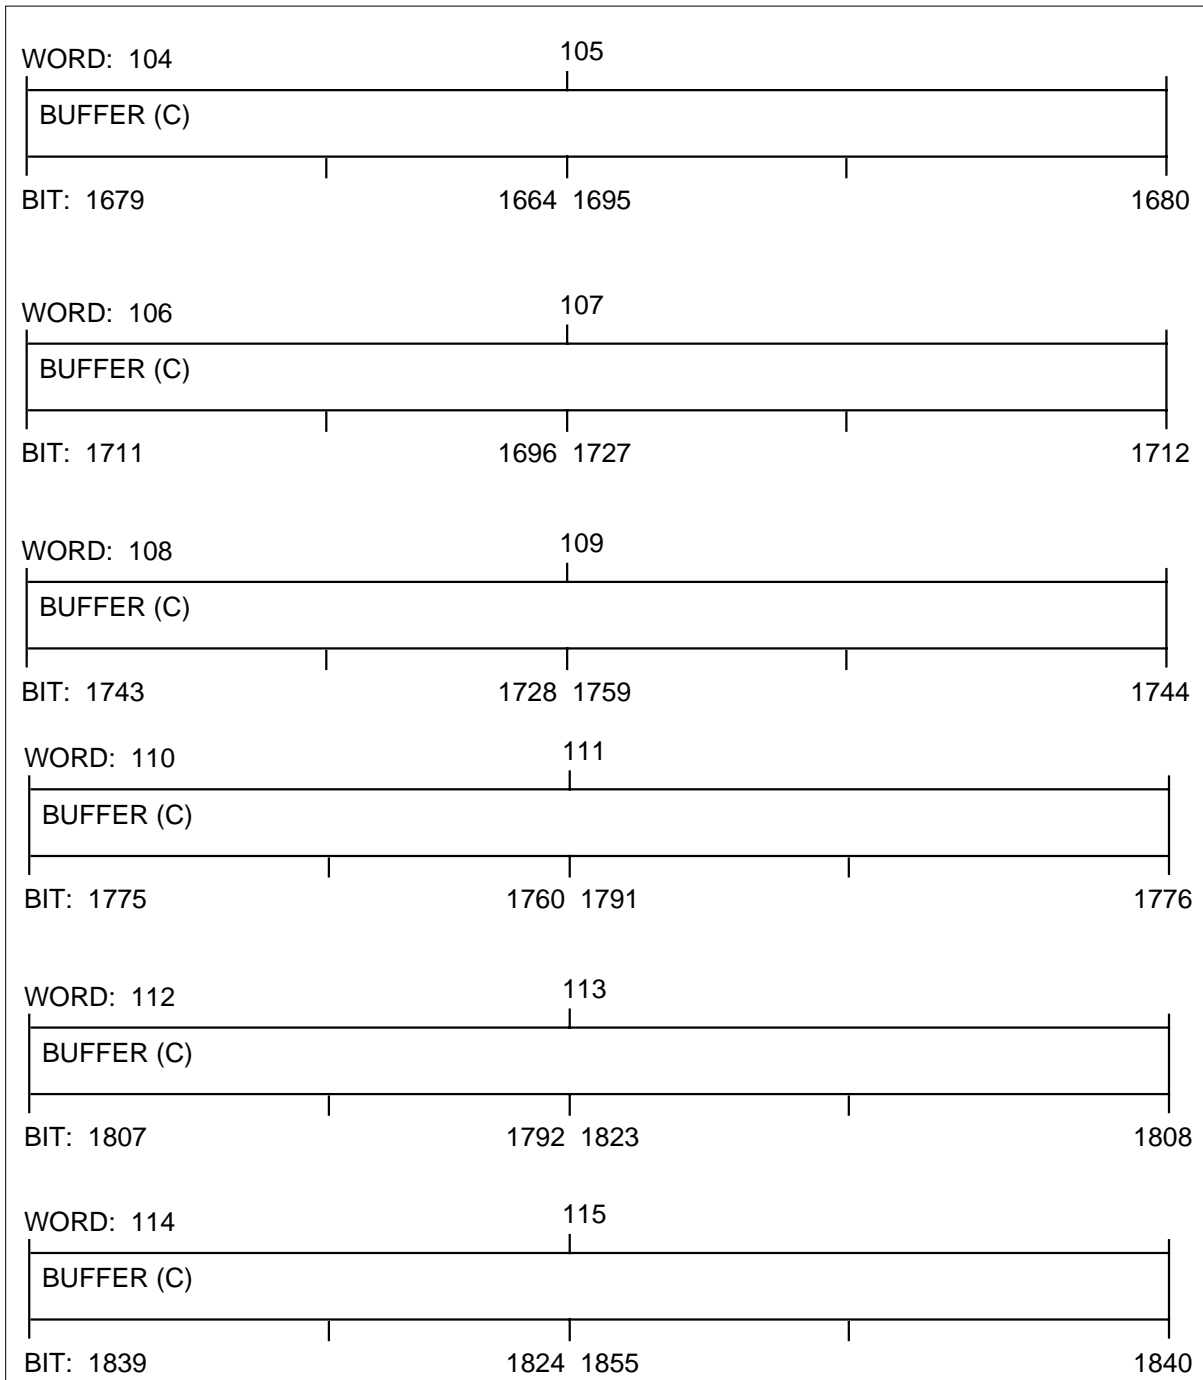 WORD: 104 105
BUFFER (C)
BIT: 1679 1664 1695 1680
WORD: 106 107
BUFFER (C)
BIT: 1711 1696 1727 1712
WORD: 108 109
BUFFER (C)
BIT: 1743 1728 1759 1744
WORD: 110 111
BUFFER (C)
BIT: 1775 1760 1791 1776
WORD: 112 113
BUFFER (C)
BIT: 1807 1792 1823 1808
WORD: 114 115
BUFFER (C)
BIT: 1839 1824 1855 1840